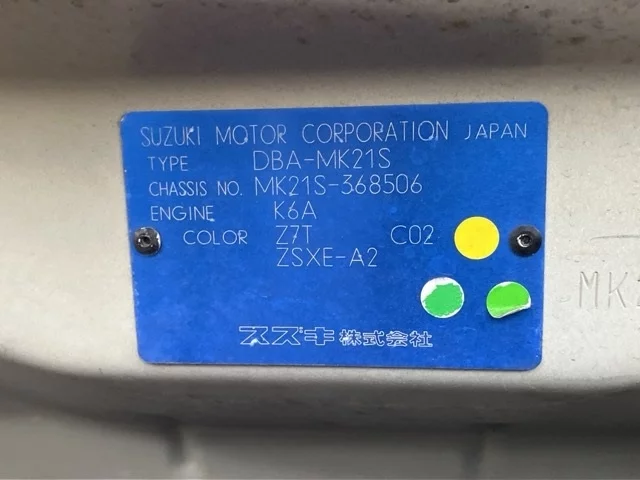 SUZUKI MOTOR CORPORATION JAPAN
TYPE DBA-MK21S
CHASSIS NO. MK21S-368506
ENGINE K6A
COLOR Z7T C02
ZSXE-A2
スズキ株式会社
MK